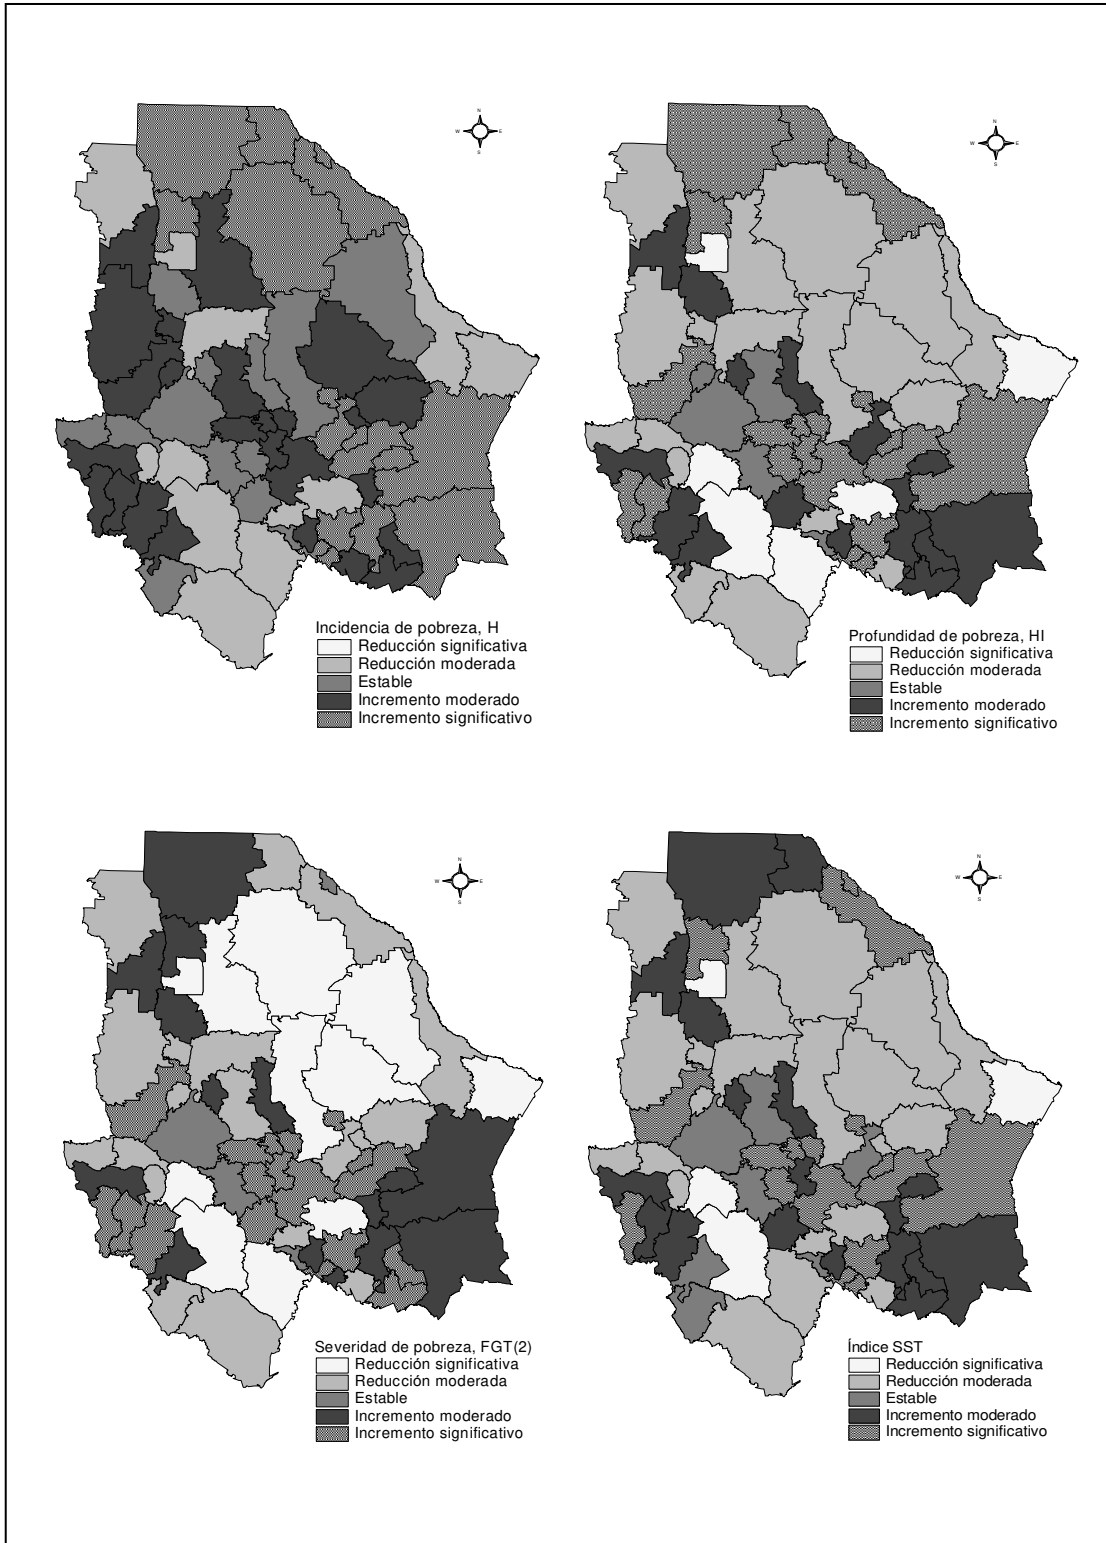 N
W E
S
N
W E
S
Incidencia de pobreza, H
Reducción significativa
Reducción moderada
Estable
Incremento moderado
Incremento significativo
Profundidad de pobreza, HI
Reducción significativa
Reducción moderada
Estable
Incremento moderado
Incremento significativo
N
W E
S
N
W E
S
Severidad de pobreza, FGT(2)
Reducción significativa
Reducción moderada
Estable
Incremento moderado
Incremento significativo
Índice SST
Reducción significativa
Reducción moderada
Estable
Incremento moderado
Incremento significativo